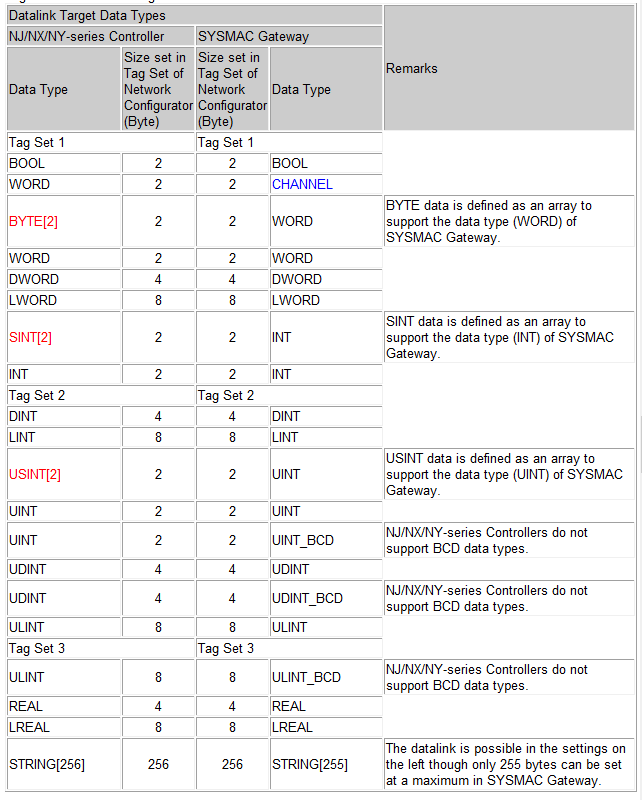 Datalink Target Data Types
NJ/NX/NY-series Controller SYSMAC Gateway Remarks
Data Type Size set in Tag Set of Network Configurator (Byte) Size set in Tag Set of Network Configurator (Byte) Data Type
Tag Set 1 Tag Set 1
BOOL 2 2 BOOL
WORD 2 2 CHANNEL
BYTE[2] 2 2 WORD BYTE data is defined as an array to support the data type (WORD) of SYSMAC Gateway.
WORD 2 2 WORD
DWORD 4 4 DWORD
LWORD 8 8 LWORD
SINT[2] 2 2 INT SINT data is defined as an array to support the data type (INT) of SYSMAC Gateway.
INT 2 2 INT
Tag Set 2 Tag Set 2
DINT 4 4 DINT
LINT 8 8 LINT
USINT[2] 2 2 UINT USINT data is defined as an array to support the data type (UINT) of SYSMAC Gateway.
UINT 2 2 UINT
UINT 2 2 UINT_BCD NJ/NX/NY-series Controllers do not support BCD data types.
UDINT 4 4 UDINT
UDINT 4 4 UDINT_BCD NJ/NX/NY-series Controllers do not support BCD data types.
ULINT 8 8 ULINT
Tag Set 3 Tag Set 3
ULINT 8 8 ULINT_BCD NJ/NX/NY-series Controllers do not support BCD data types.
REAL 4 4 REAL
LREAL 8 8 LREAL
STRING[256] 256 256 STRING[255] The datalink is possible in the settings on the left though only 255 bytes can be set at a maximum in SYSMAC Gateway.